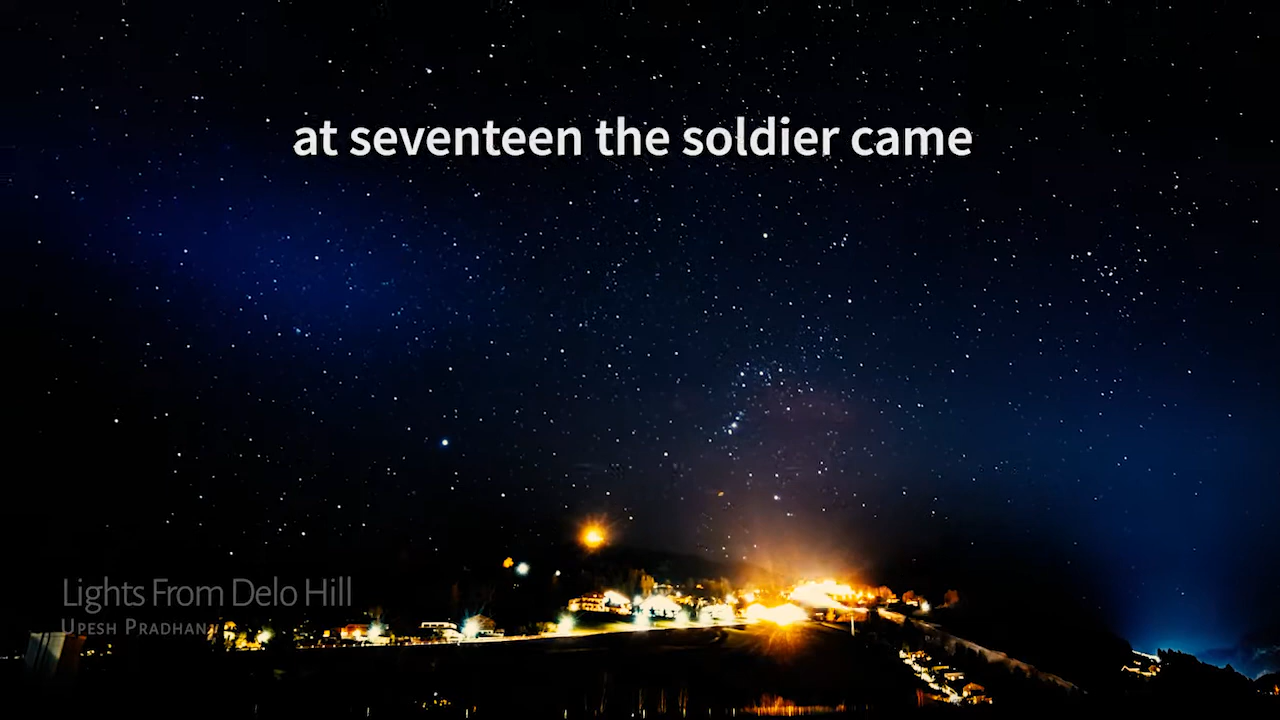 at seventeen the soldier came
Lights From Delo Hill
Upesh Pradhan